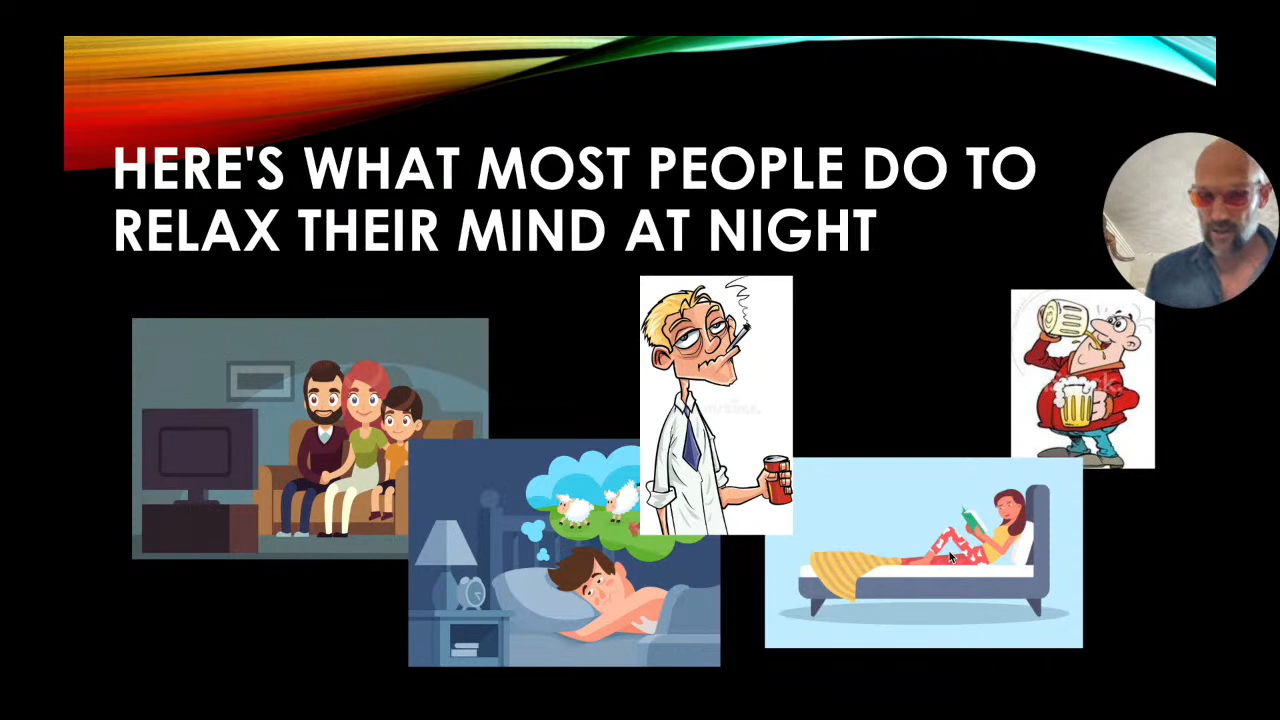 HERE'S WHAT MOST PEOPLE DO TO
RELAX THEIR MIND AT NIGHT